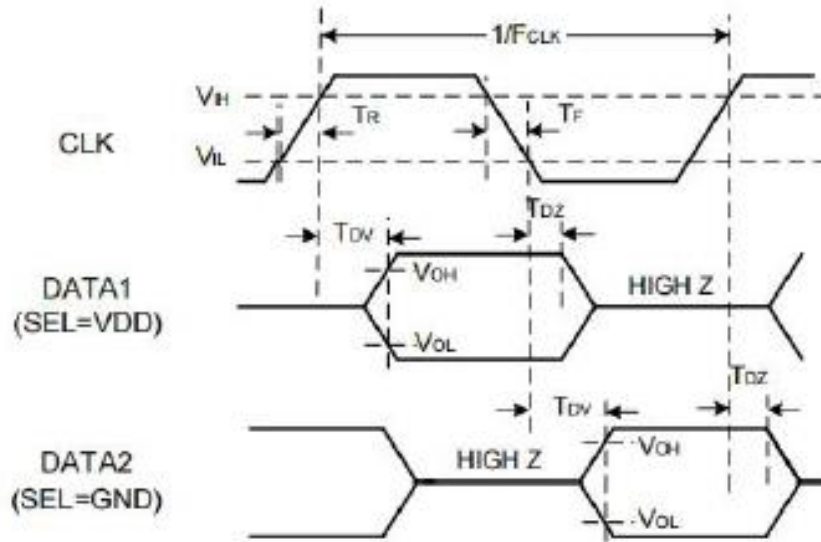 1/FCLK
VIH
TR
TF
CLK
VIL
TDV
TDZ
VOH
DATA1
(SEL=VDD)
HIGH Z
VOL
TDZ
TDV
DATA2
(SEL=GND)
HIGH Z
VOH
VOL